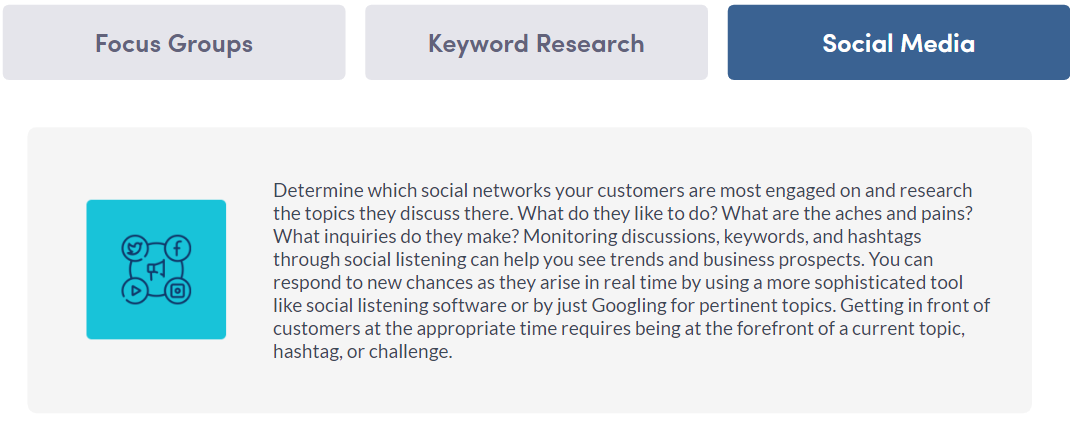 Focus Groups
Keyword Research
Social Media
Determine which social networks your customers are most engaged on and research
the topics they discuss there. What do they like to do? What are the aches and pains?
What inquiries do they make? Monitoring discussions, keywords, and hashtags
through social listening can help you see trends and business prospects. You can
respond to new chances as they arise in real time by using a more sophisticated tool
like social listening software or by just Googling for pertinent topics. Getting in front of
customers at the appropriate time requires being at the forefront of a current topic,
hashtag, or challenge.